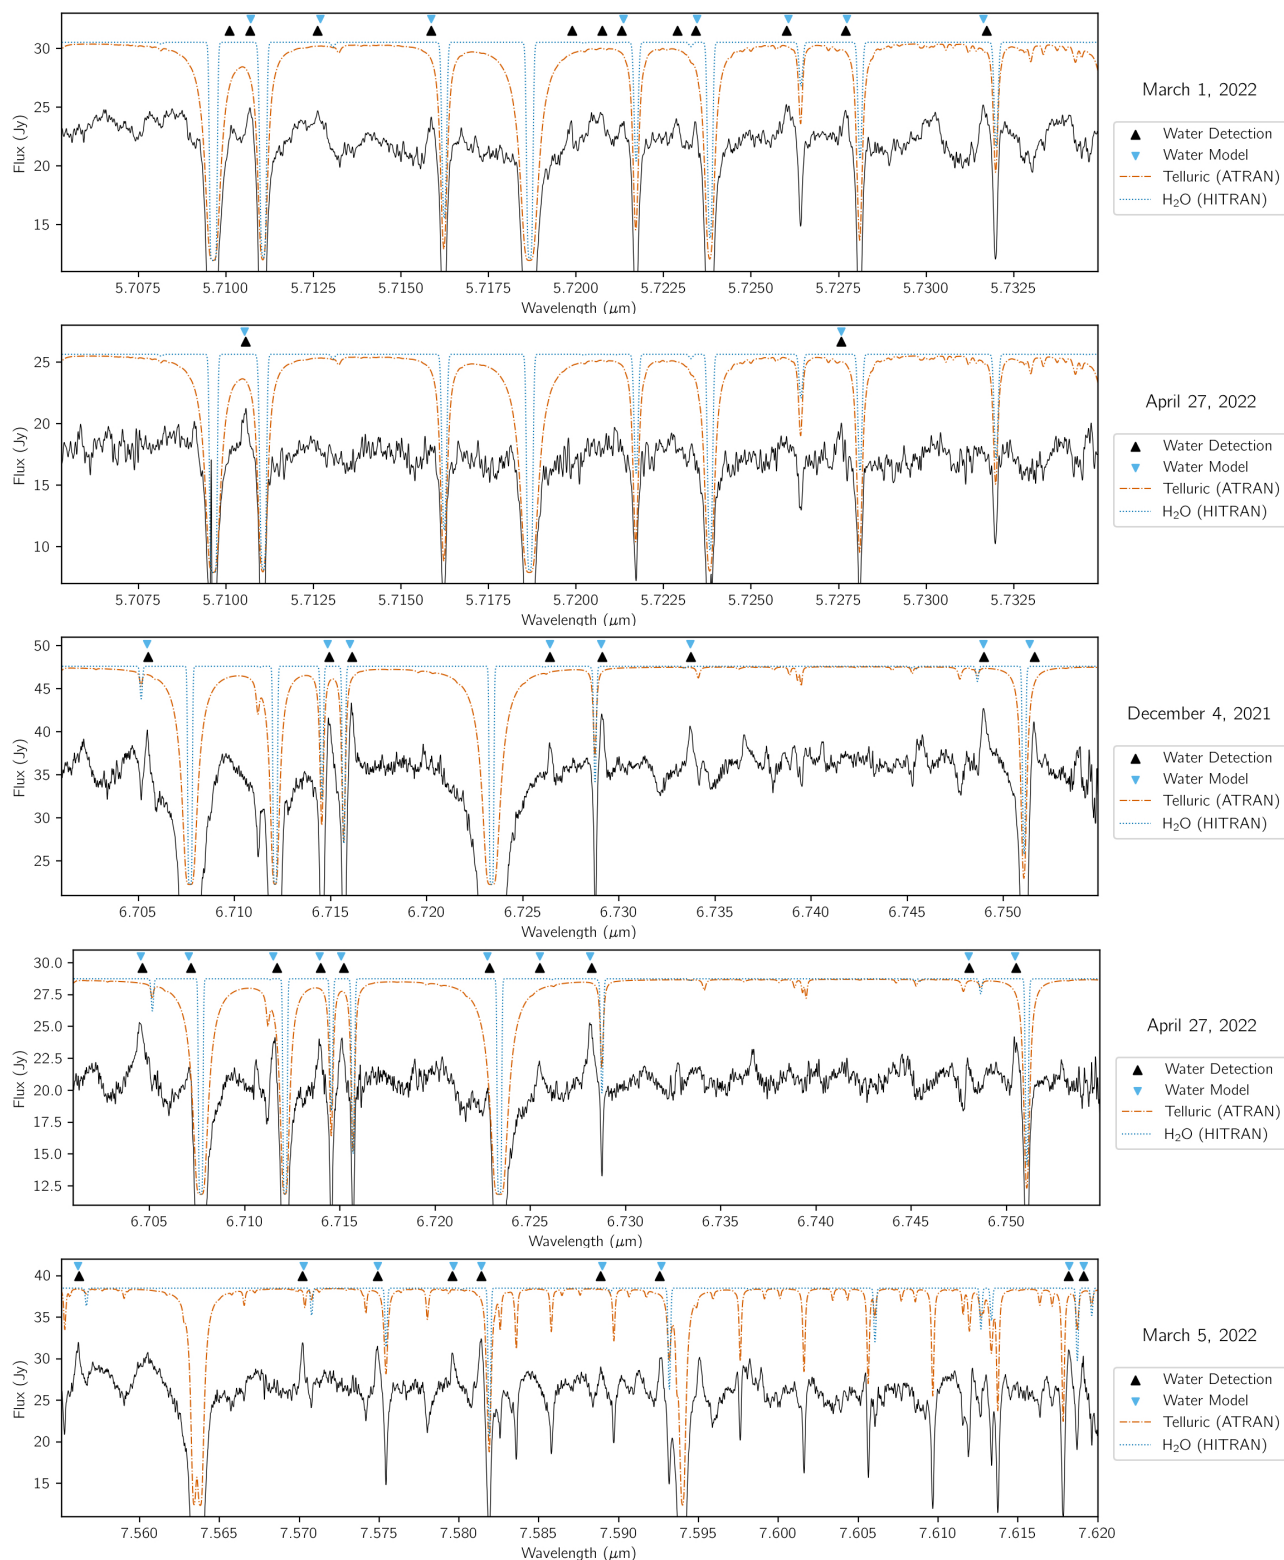 30
25
20
15
Flux (Jy)
5.7075 5.7100 5.7125 5.7150 5.7175 5.7200 5.7225 5.7250 5.7275 5.7300 5.7325
Wavelength (μm)
March 1, 2022
Water Detection
Water Model
Telluric (ATRAN)
H₂O (HITRAN)
25
20
15
10
Flux (Jy)
5.7075 5.7100 5.7125 5.7150 5.7175 5.7200 5.7225 5.7250 5.7275 5.7300 5.7325
Wavelength (μm)
April 27, 2022
Water Detection
Water Model
Telluric (ATRAN)
H₂O (HITRAN)
50
45
40
35
30
25
Flux (Jy)
6.705 6.710 6.715 6.720 6.725 6.730 6.735 6.740 6.745 6.750
Wavelength (μm)
December 4, 2021
Water Detection
Water Model
Telluric (ATRAN)
H₂O (HITRAN)
30.0
27.5
25.0
22.5
20.0
17.5
15.0
12.5
Flux (Jy)
6.705 6.710 6.715 6.720 6.725 6.730 6.735 6.740 6.745 6.750
Wavelength (μm)
April 27, 2022
Water Detection
Water Model
Telluric (ATRAN)
H₂O (HITRAN)
40
35
30
25
20
15
Flux (Jy)
7.560 7.565 7.570 7.575 7.580 7.585 7.590 7.595 7.600 7.605 7.610 7.615 7.620
Wavelength (μm)
March 5, 2022
Water Detection
Water Model
Telluric (ATRAN)
H₂O (HITRAN)